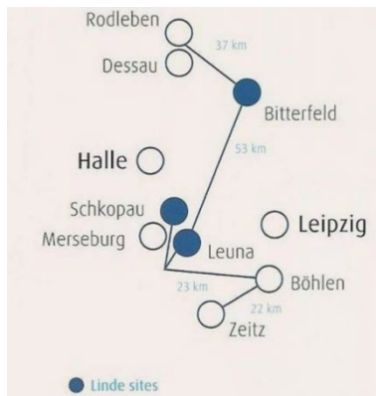 Rodleben
37 km
Dessau
Bitterfeld
53 km
Halle
Schkopau
Leipzig
Merseburg
Leuna
23 km
Böhlen
22 km
Zeitz
Linde sites